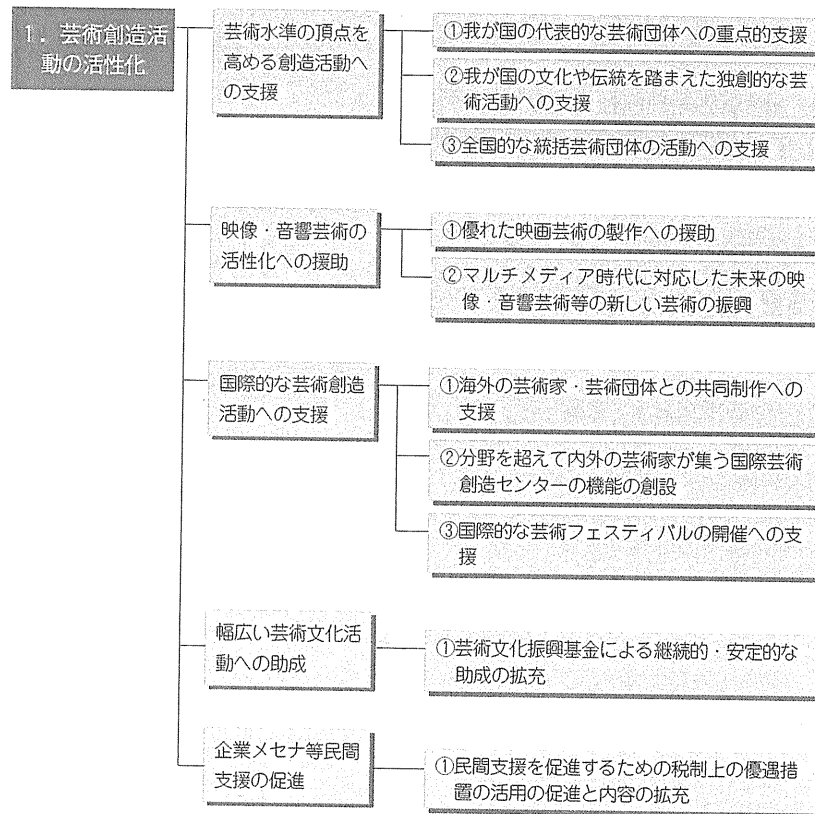 1．芸術創造活
動の活性化
芸術水準の頂点を
高める創造活動へ
の支援
①我が国の代表的な芸術団体への重点的支援
②我が国の文化や伝統を踏まえた独創的な芸
術活動への支援
③全国的な統括芸術団体の活動への支援
映像・音響芸術の
活性化への援助
①優れた映画芸術の製作への援助
②マルチメディア時代に対応した未来の映
像・音響芸術等の新しい芸術の振興
国際的な芸術創造
活動への支援
①海外の芸術家・芸術団体との共同制作への
支援
②分野を超えて内外の芸術家が集う国際芸術
創造センターの機能の創設
③国際的な芸術フェスティバルの開催への支
援
幅広い芸術文化活
動への助成
①芸術文化振興基金による継続的・安定的な
助成の拡充
企業メセナ等民間
支援の促進
①民間支援を促進するための税制上の優遇措
置の活用の促進と内容の拡充